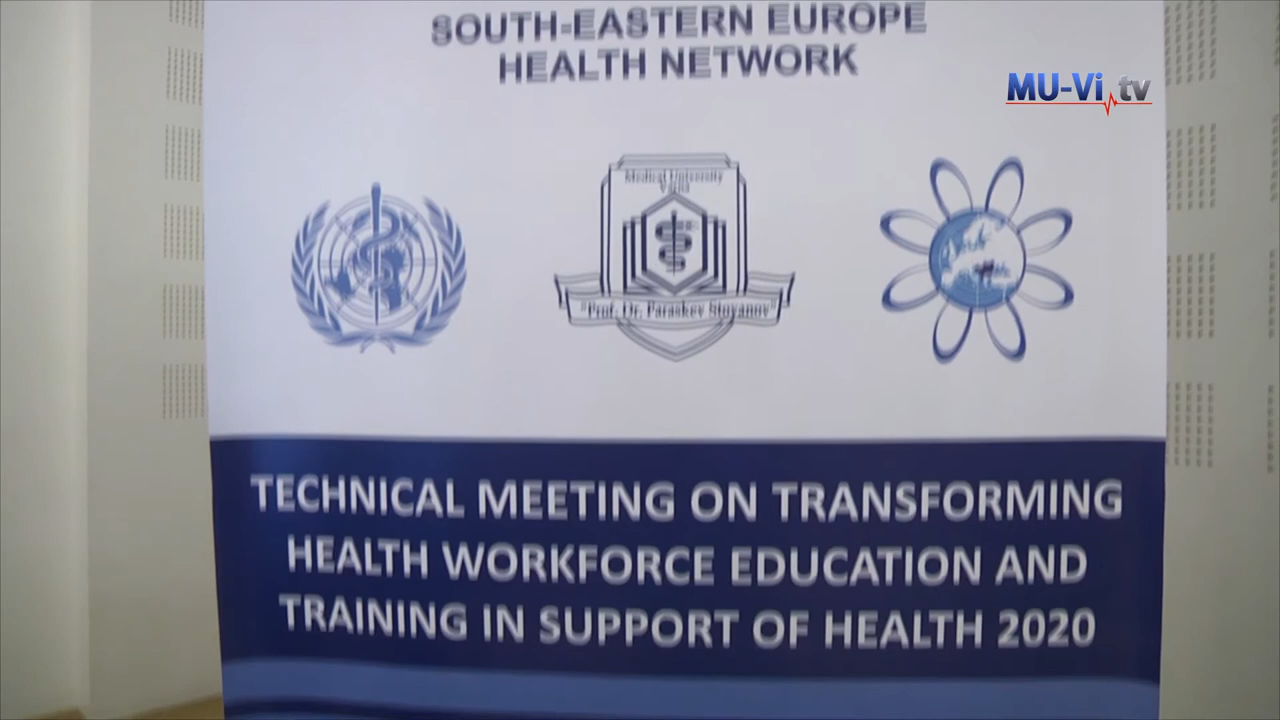 SOUTH-EASTERN EUROPE
HEALTH NETWORK
MU-Vi.tv
Medical University
Varna
"Prof. Dr. Paraskev Stoyanov"
TECHNICAL MEETING ON TRANSFORMING
HEALTH WORKFORCE EDUCATION AND
TRAINING IN SUPPORT OF HEALTH 2020